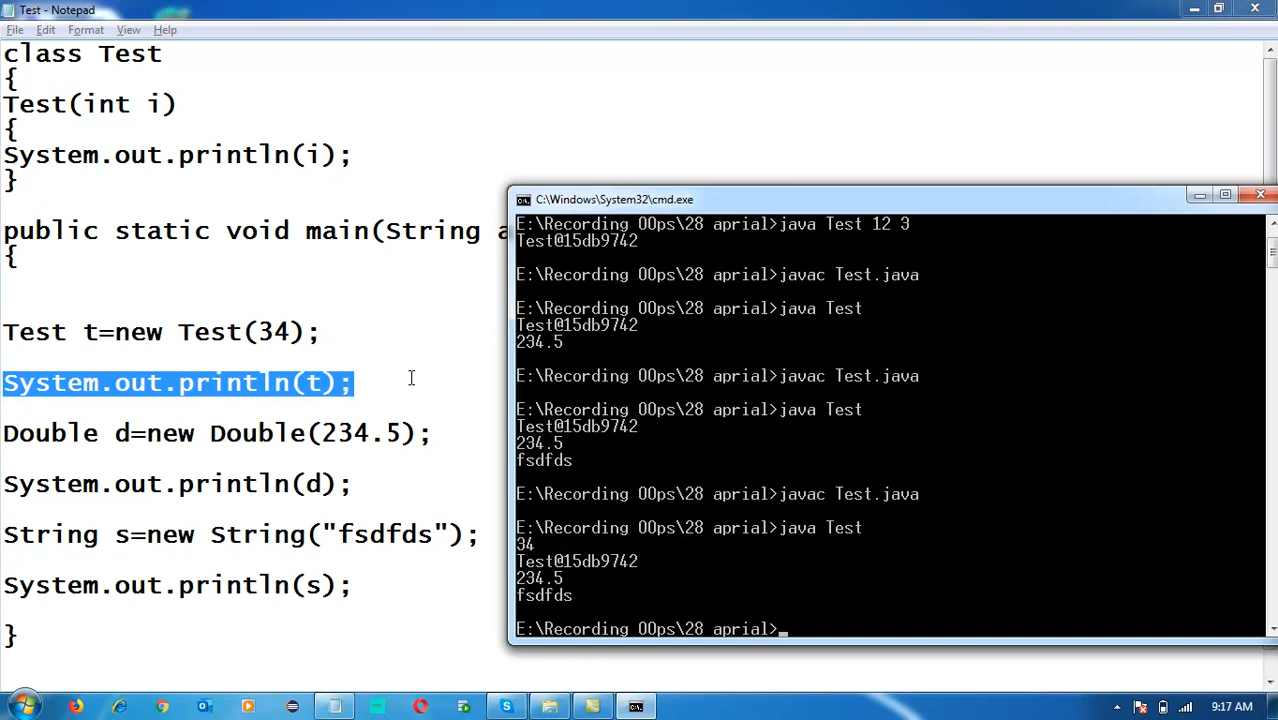 Test - Notepad
File Edit Format View Help
class Test
{
Test(int i)
{
System.out.println(i);
}
public static void main(String a
{
Test t=new Test(34);
System.out.println(t);
Double d=new Double(234.5);
System.out.println(d);
String s=new String("fsdfds");
System.out.println(s);
}
C:\Windows\System32\cmd.exe
E:\Recording OOps\28 aprial>java Test 12 3
Test@15db9742
E:\Recording OOps\28 aprial>javac Test.java
E:\Recording OOps\28 aprial>java Test
Test@15db9742
234.5
E:\Recording OOps\28 aprial>javac Test.java
E:\Recording OOps\28 aprial>java Test
Test@15db9742
234.5
fsdfds
E:\Recording OOps\28 aprial>javac Test.java
E:\Recording OOps\28 aprial>java Test
34
Test@15db9742
234.5
fsdfds
E:\Recording OOps\28 aprial>_
9:17 AM